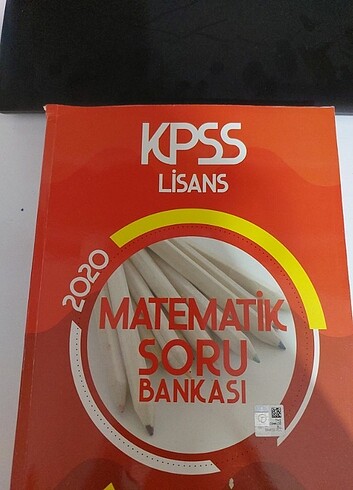 KPSS
LİSANS
2020
MATEMATİK
SORU
BANKASI